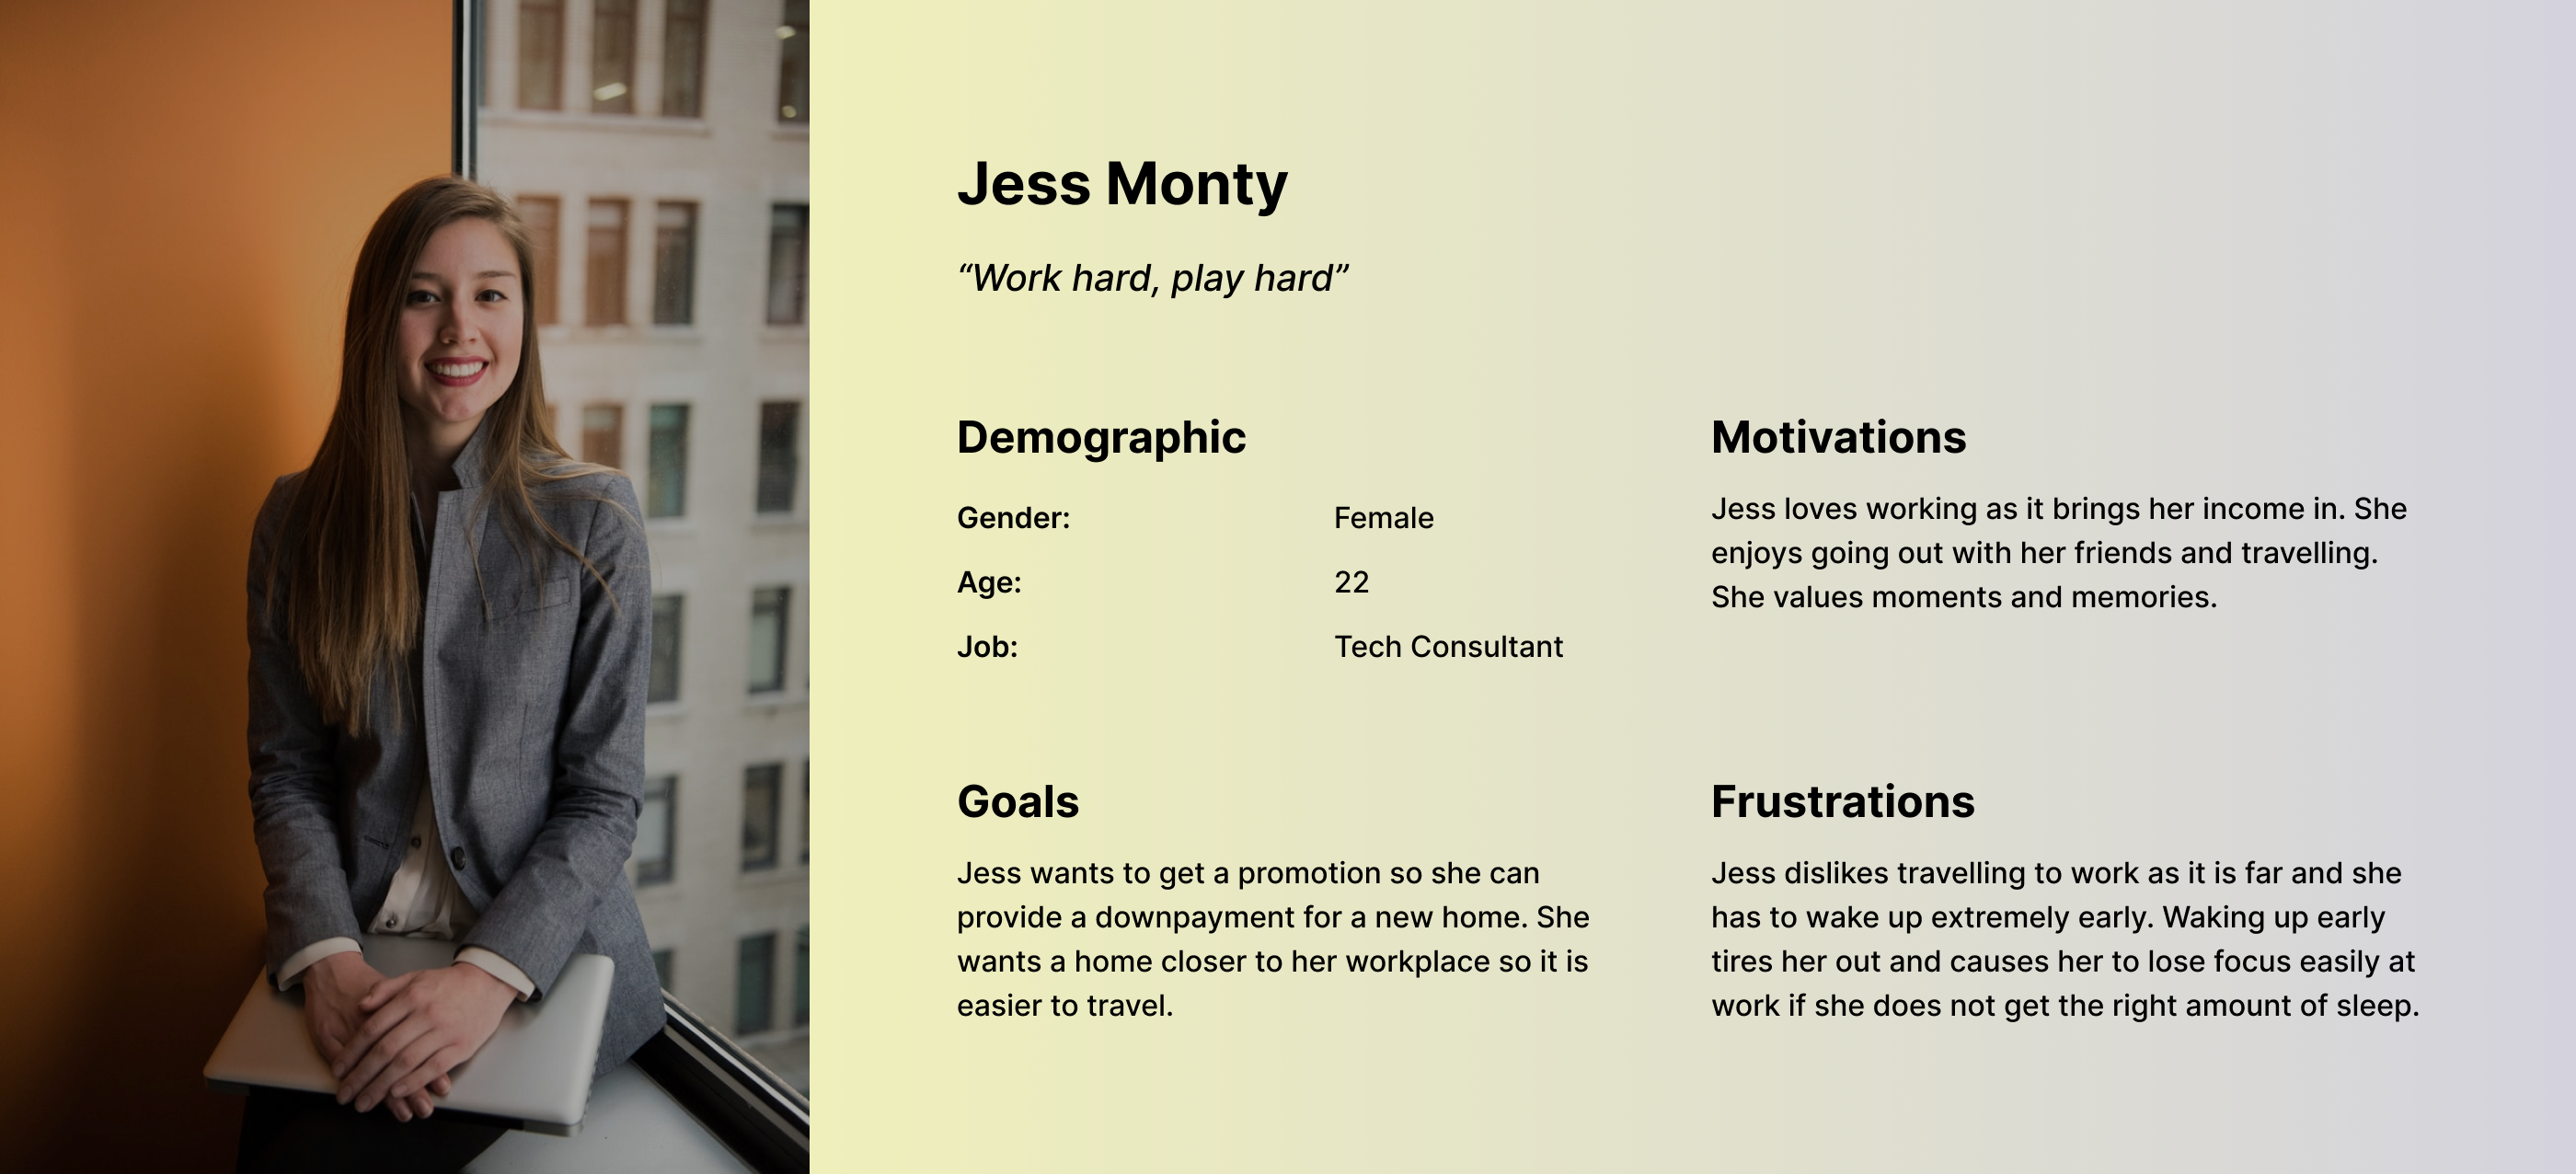 Jess Monty
“Work hard, play hard”
Demographic
Gender: Female
Age: 22
Job: Tech Consultant
Motivations
Jess loves working as it brings her income in. She
enjoys going out with her friends and travelling.
She values moments and memories.
Goals
Jess wants to get a promotion so she can
provide a downpayment for a new home. She
wants a home closer to her workplace so it is
easier to travel.
Frustrations
Jess dislikes travelling to work as it is far and she
has to wake up extremely early. Waking up early
tires her out and causes her to lose focus easily at
work if she does not get the right amount of sleep.